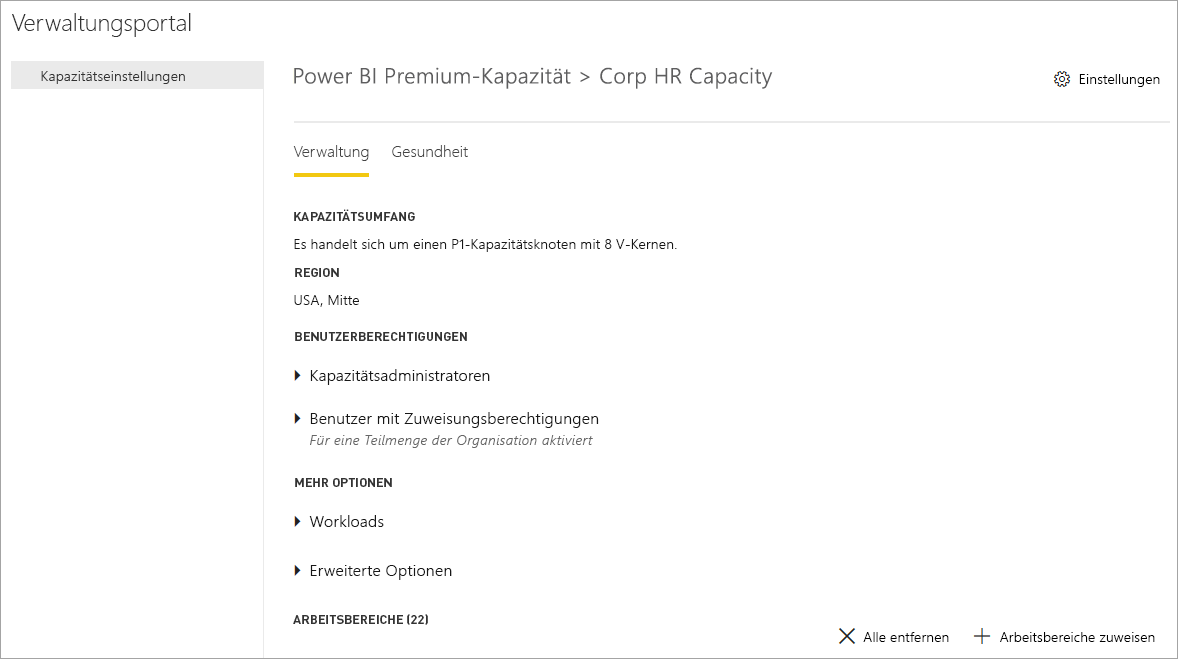 Verwaltungsportal
Kapazitätseinstellungen
Power BI Premium-Kapazität > Corp HR Capacity
Einstellungen
Verwaltung
Gesundheit
KAPAZITÄTSUMFANG
Es handelt sich um einen P1-Kapazitätsknoten mit 8 V-Kernen.
REGION
USA, Mitte
BENUTZERBERECHTIGUNGEN
Kapazitätsadministratoren
Benutzer mit Zuweisungsberechtigungen
Für eine Teilmenge der Organisation aktiviert
MEHR OPTIONEN
Workloads
Erweiterte Optionen
ARBEITSBEREICHE (22)
Alle entfernen
Arbeitsbereiche zuweisen